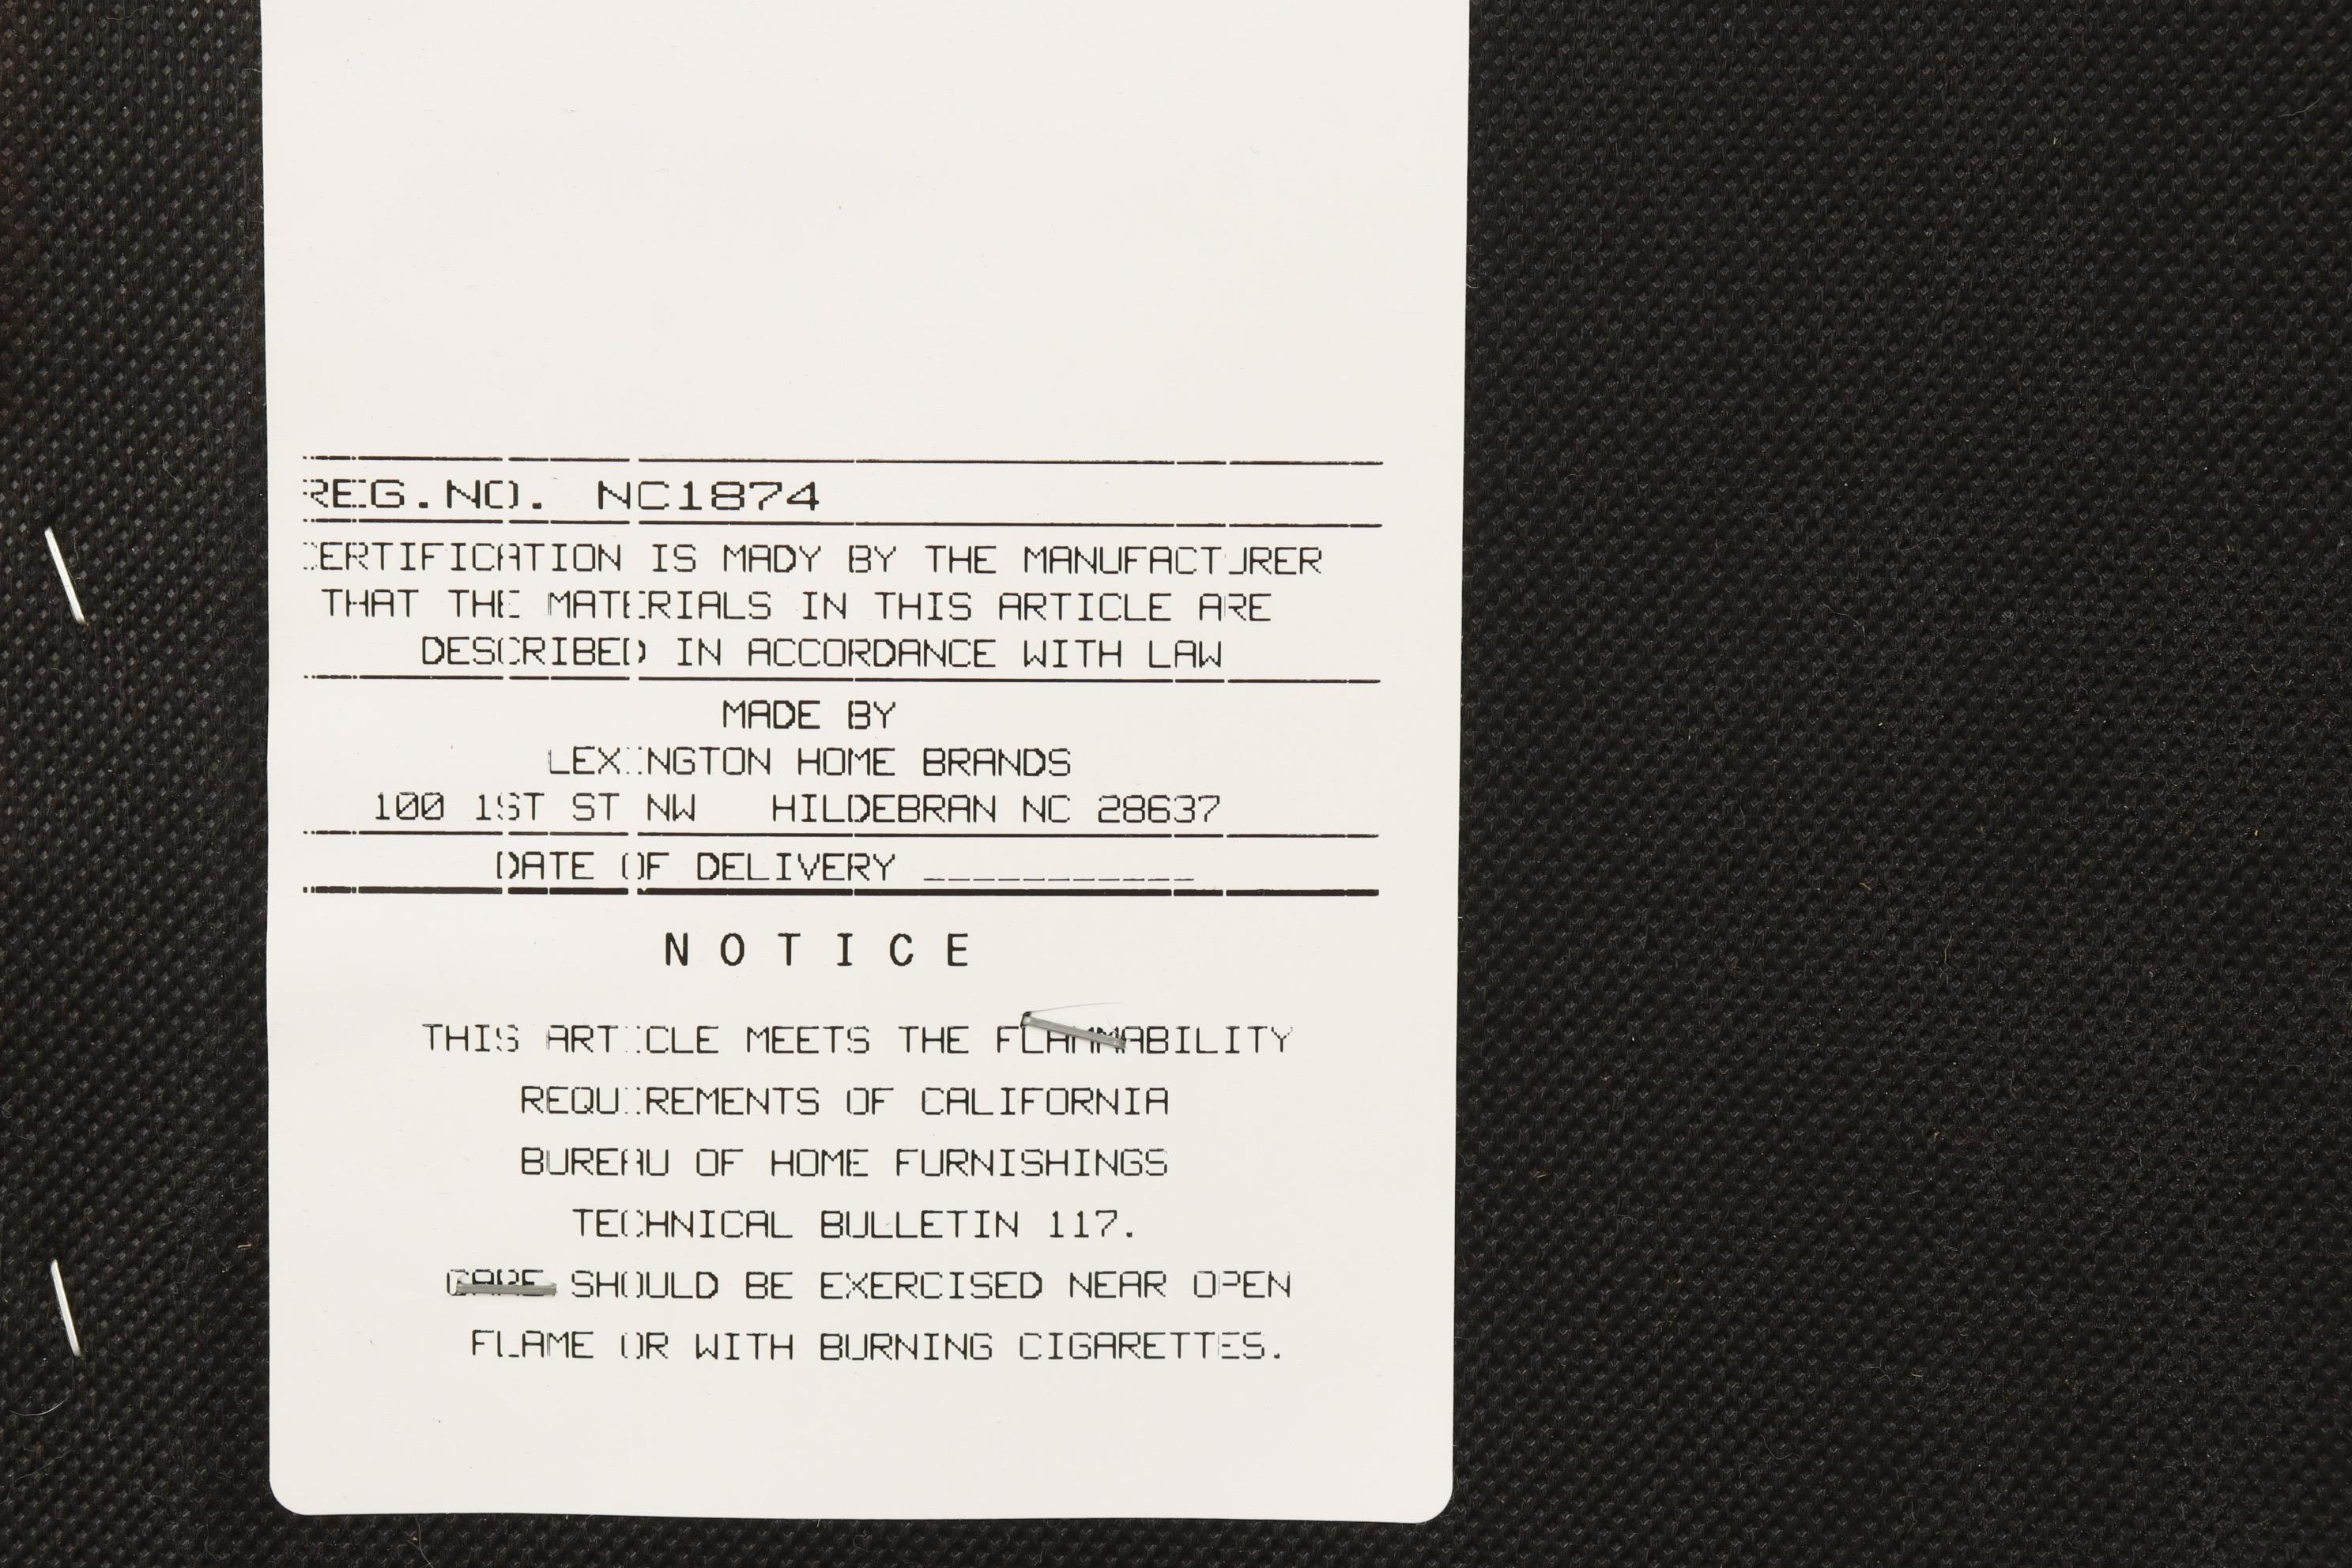 REG.NO. NC1874
CERTIFICATION IS MADY BY THE MANUFACTURER
THAT THE MATERIALS IN THIS ARTICLE ARE
DESCRIBED IN ACCORDANCE WITH LAW
MADE BY
LEXINGTON HOME BRANDS
100 1ST ST NW HILDEBRAN NC 28637
DATE OF DELIVERY ___________
NOTICE
THIS ARTICLE MEETS THE FLAMMABILITY
REQUIREMENTS OF CALIFORNIA
BUREAU OF HOME FURNISHINGS
TECHNICAL BULLETIN 117.
CARE SHOULD BE EXERCISED NEAR OPEN
FLAME OR WITH BURNING CIGARETTES.